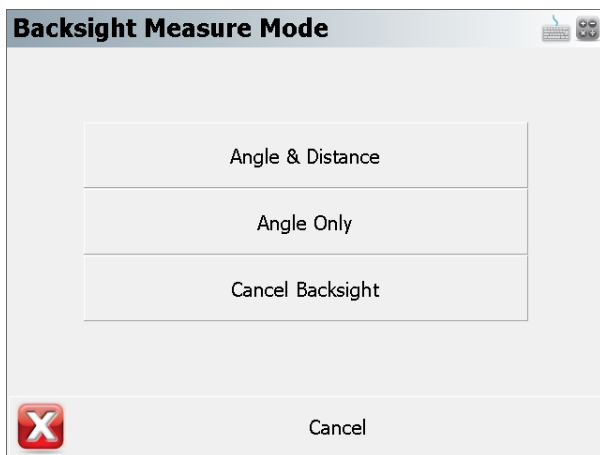 Backsight Measure Mode
Angle & Distance
Angle Only
Cancel Backsight
Cancel